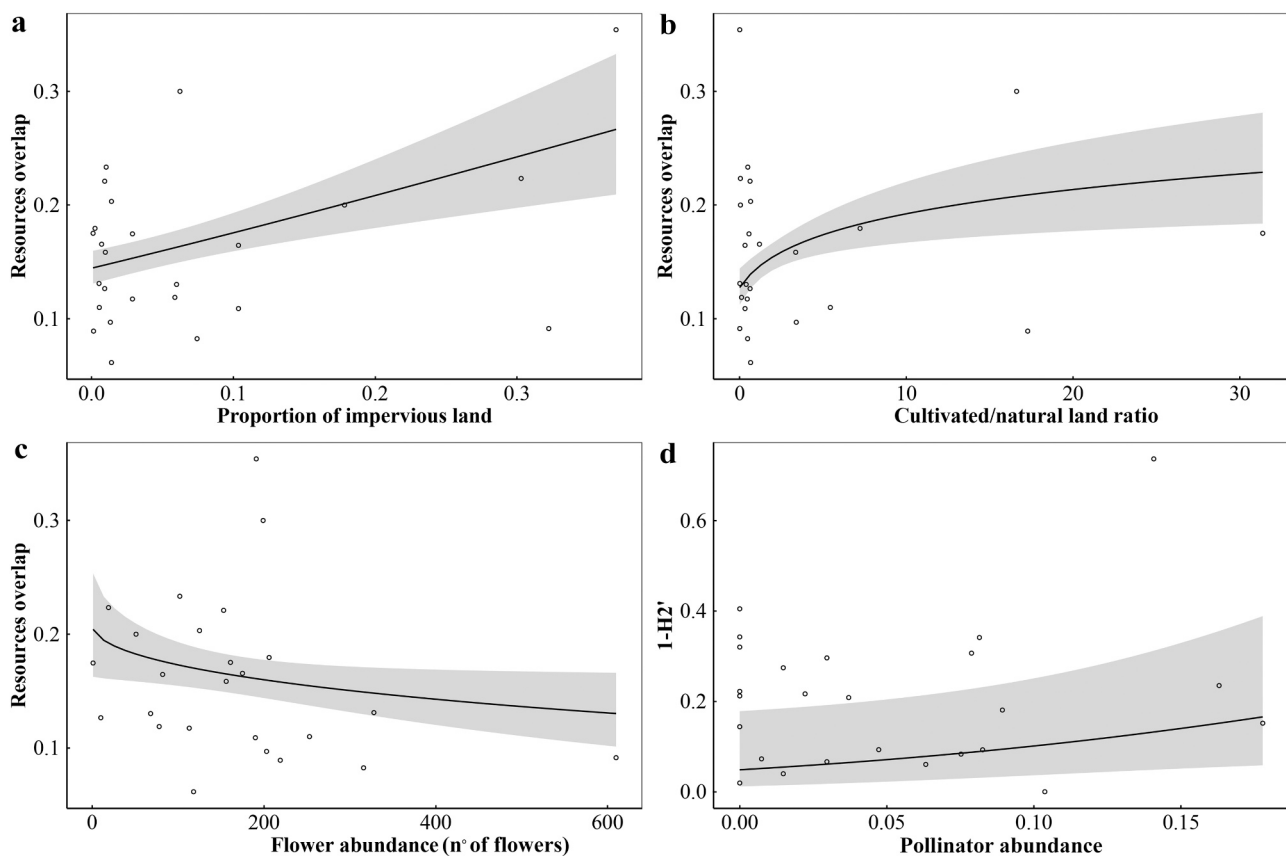 a
Resources overlap
0.3
0.2
0.1
0.0
0.1
0.2
0.3
Proportion of impervious land
b
Resources overlap
0.3
0.2
0.1
0
10
20
30
Cultivated/natural land ratio
c
Resources overlap
0.3
0.2
0.1
0
200
400
600
Flower abundance (n° of flowers)
d
1-H2'
0.6
0.4
0.2
0.0
0.00
0.05
0.10
0.15
Pollinator abundance